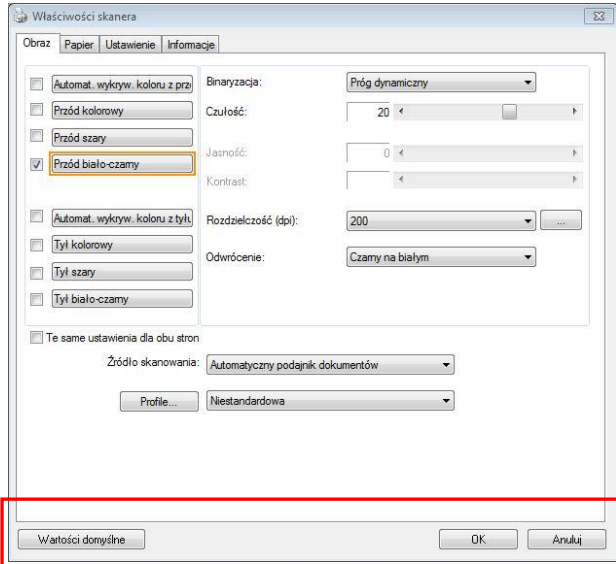 Właściwości skanera
Obraz Papier Ustawienie Informacje
Automat. wykryw. koloru z prz
Przód kolorowy
Przód szary
Przód biało-czarny
Automat. wykryw. koloru z tyłu
Tył kolorowy
Tył szary
Tył biało-czarny
Binaryzacja: Próg dynamiczny
Czułość: 20
Jasność: 0
Kontrast:
Rozdzielczość (dpi): 200 ...
Odwrócenie: Czarny na białym
Te same ustawienia dla obu stron
Źródło skanowania: Automatyczny podajnik dokumentów
Profile... Niestandardowa
Wartości domyślne OK Anuluj